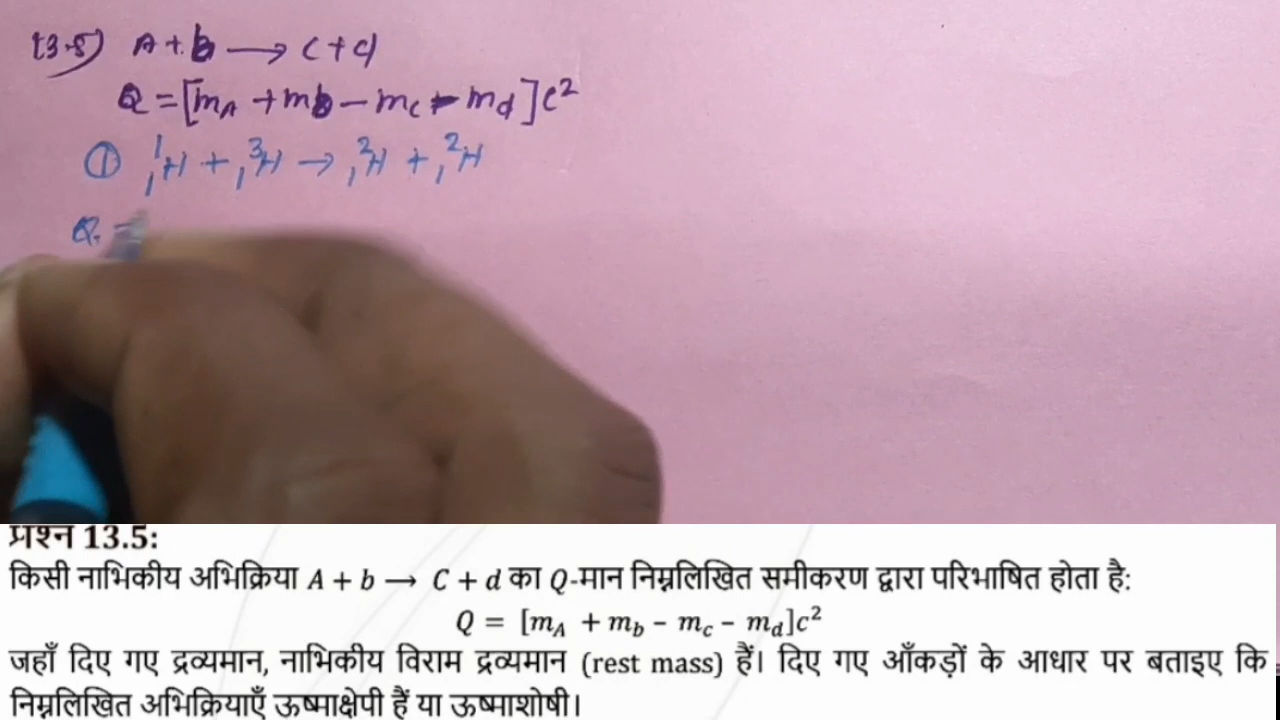 13.5) A + b → C + d
Q = [mA + mb − mc − md]c²
① ¹₁H + ³₁H → ²₁H + ²₁H
Q =
प्रश्न 13.5:
किसी नाभिकीय अभिक्रिया A + b → C + d का Q-मान निम्नलिखित समीकरण द्वारा परिभाषित होता है:
Q = [mA + mb – mc – md]c²
जहाँ दिए गए द्रव्यमान, नाभिकीय विराम द्रव्यमान (rest mass) हैं। दिए गए आँकड़ों के आधार पर बताइए कि
निम्नलिखित अभिक्रियाएँ ऊष्माक्षेपी हैं या ऊष्माशोषी।